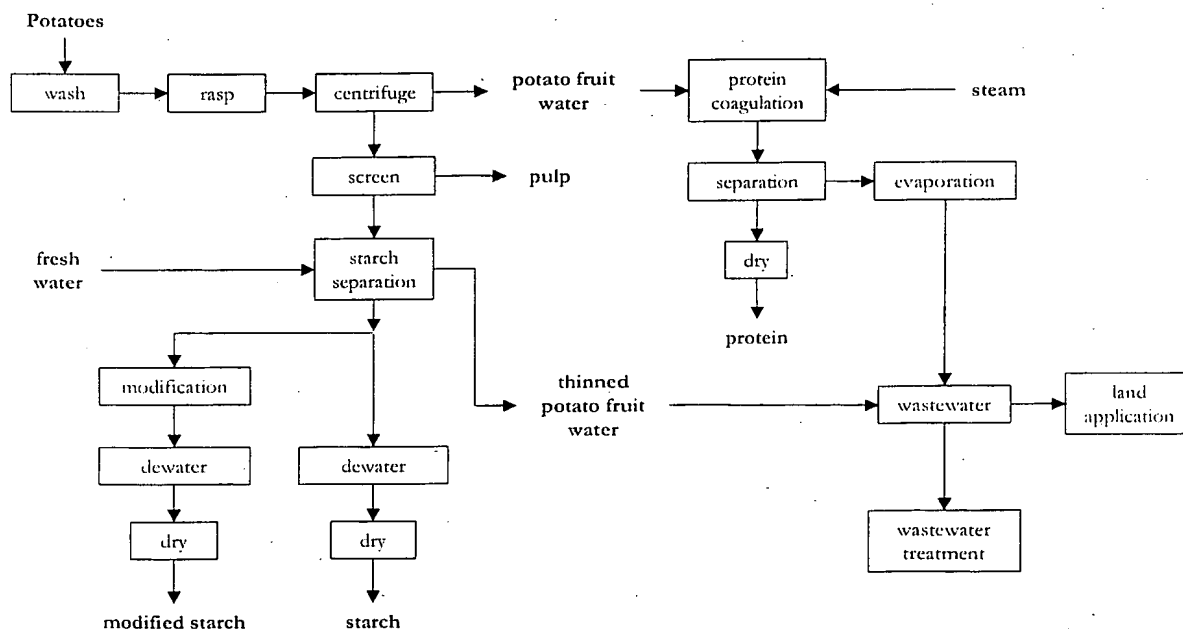 Potatoes
wash
rasp
centrifuge
potato fruit
water
protein
coagulation
steam
screen
pulp
separation
evaporation
fresh
water
starch
separation
dry
protein
modification
thinned
potato fruit
water
wastewater
land
application
dewater
dewater
dry
dry
wastewater
treatment
modified starch
starch